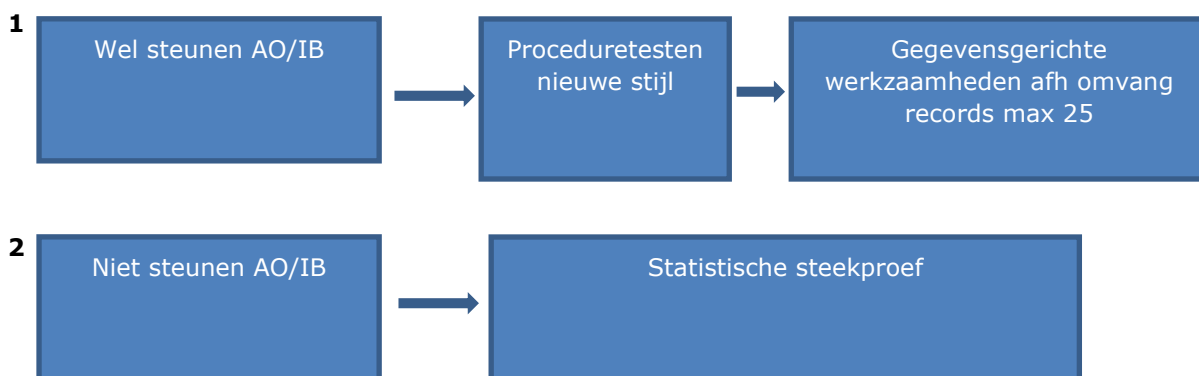 1
Wel steunen AO/IB
Proceduretesten
nieuwe stijl
Gegevensgerichte
werkzaamheden afh omvang
records max 25
2
Niet steunen AO/IB
Statistische steekproef